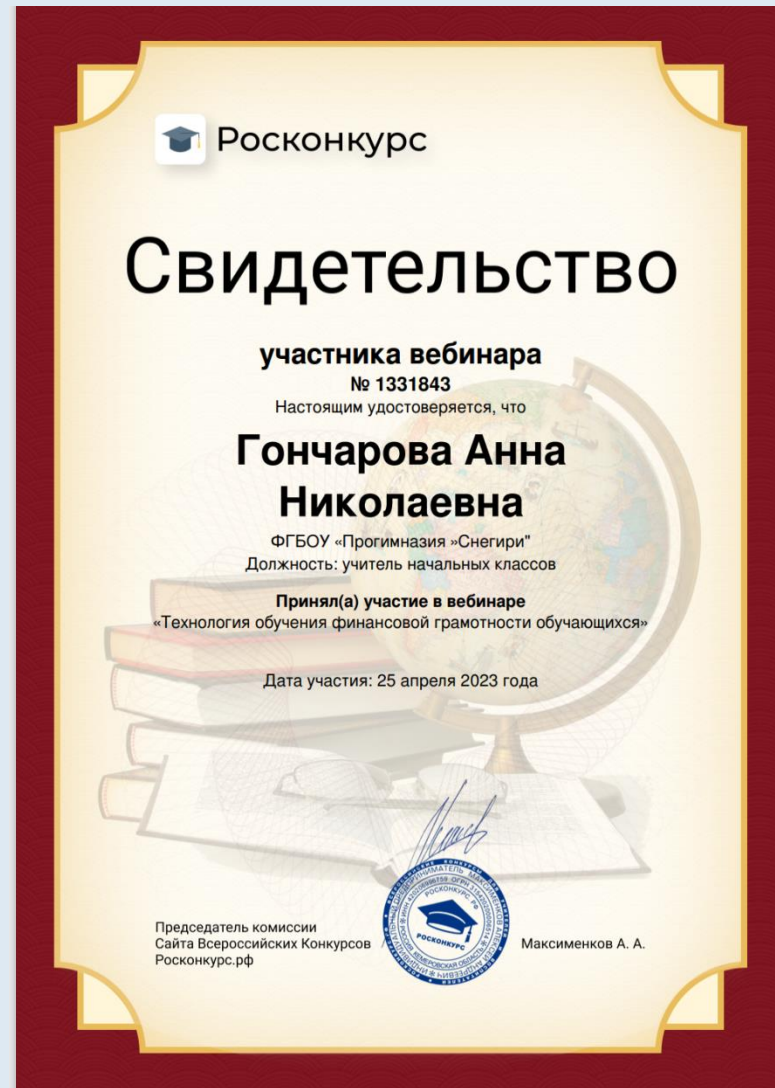 Росконкурс
Свидетельство
участника вебинара
№ 1331843
Настоящим удостоверяется, что
Гончарова Анна
Николаевна
ФГБОУ «Прогимназия »Снегири"
Должность: учитель начальных классов
Принял(а) участие в вебинаре
«Технология обучения финансовой грамотности обучающихся»
Дата участия: 25 апреля 2023 года
Председатель комиссии
Сайта Всероссийских Конкурсов
Росконкурс.рф
РОСКОНКУРС. РФ
РОСКОНКУРС
Максименков А. А.